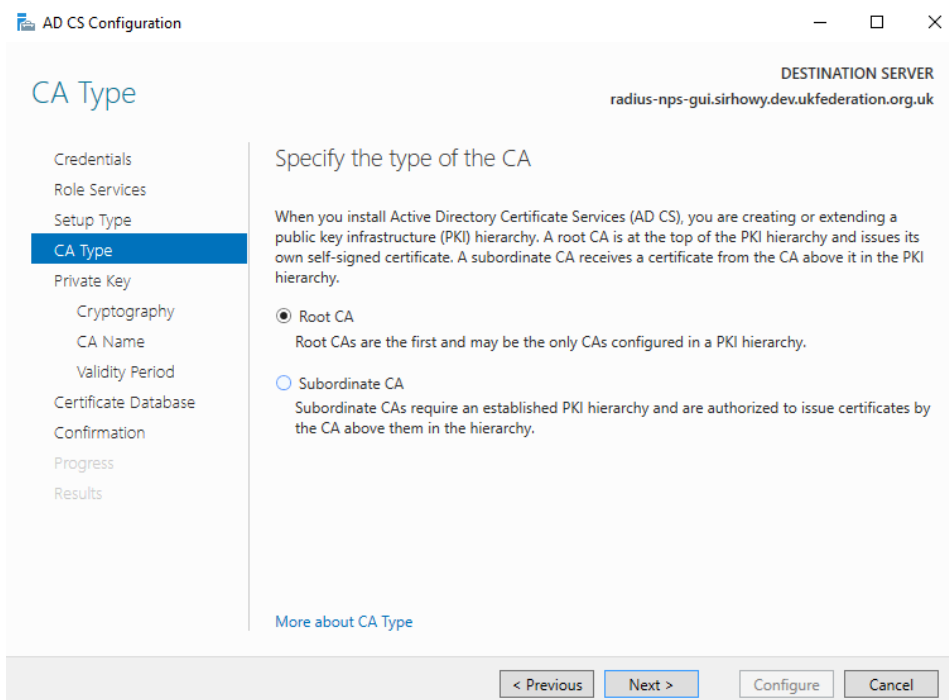 AD CS Configuration
CA Type
DESTINATION SERVER
radius-nps-gui.sirhowy.dev.ukfederation.org.uk
Credentials
Role Services
Setup Type
CA Type
Private Key
Cryptography
CA Name
Validity Period
Certificate Database
Confirmation
Progress
Results
Specify the type of the CA
When you install Active Directory Certificate Services (AD CS), you are creating or extending a
public key infrastructure (PKI) hierarchy. A root CA is at the top of the PKI hierarchy and issues its
own self-signed certificate. A subordinate CA receives a certificate from the CA above it in the PKI
hierarchy.
Root CA
Root CAs are the first and may be the only CAs configured in a PKI hierarchy.
Subordinate CA
Subordinate CAs require an established PKI hierarchy and are authorized to issue certificates by
the CA above them in the hierarchy.
More about CA Type
< Previous
Next >
Configure
Cancel